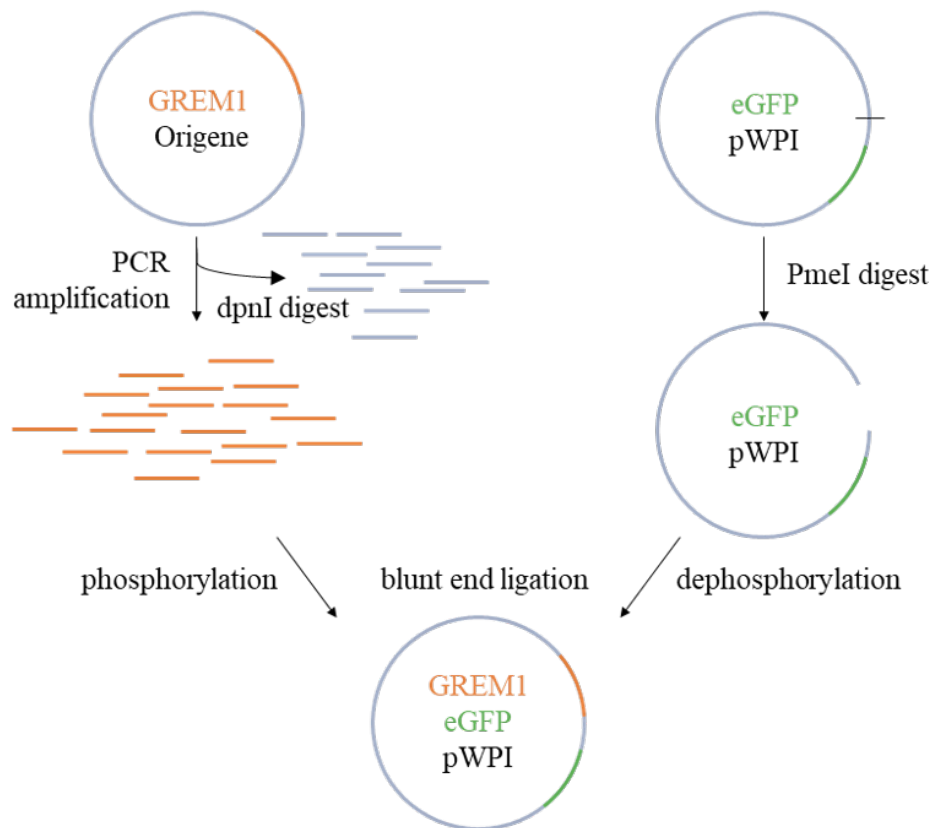 GREM1
Origene
eGFP
pWPI
PCR
amplification
dpnI digest
PmeI digest
eGFP
pWPI
phosphorylation
blunt end ligation
dephosphorylation
GREM1
eGFP
pWPI